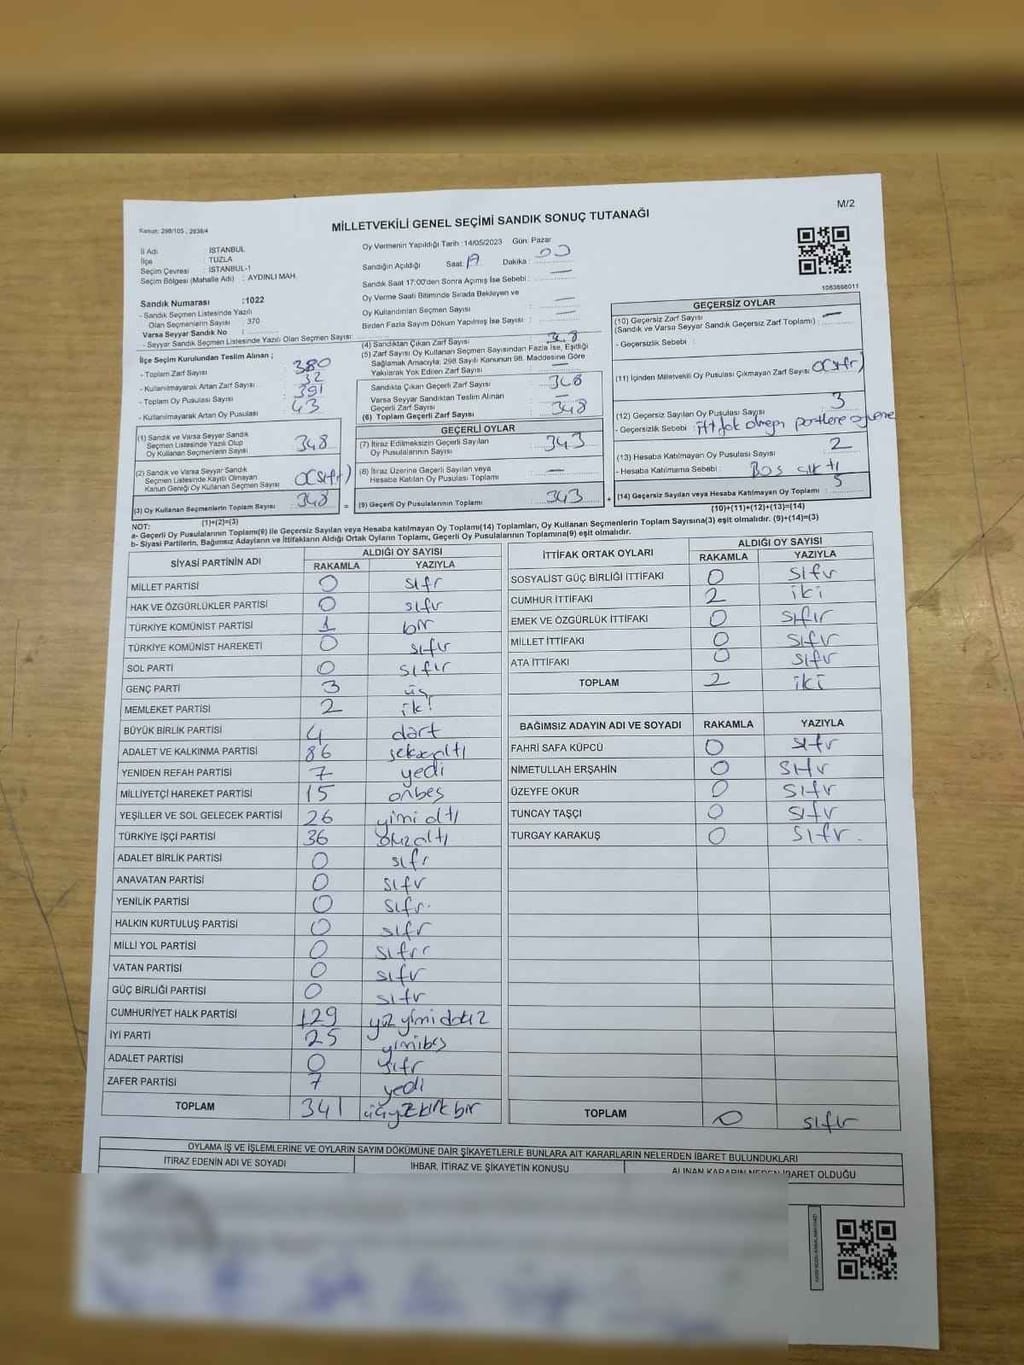 M/2
Kanun: 298/105, 2839/4
MİLLETVEKİLİ GENEL SEÇİMİ SANDIK SONUÇ TUTANAĞI
İl Adı : İSTANBUL
İlçe : TUZLA
Seçim Çevresi : İSTANBUL-1
Seçim Bölgesi (Mahalle Adı) : AYDINLI MAH.
Sandık Numarası :1022
- Sandık Seçmen Listesinde Yazılı
Olan Seçmenlerin Sayısı : 370
Varsa Seyyar Sandık No :
- Seyyar Sandık Seçmen Listesinde Yazılı Olan Seçmen Sayısı:
İlçe Seçim Kurulundan Teslim Alınan ;
- Toplam Zarf Sayısı : 380
- Kullanılmayarak Artan Zarf Sayısı : 32
- Toplam Oy Pusulası Sayısı : 391
- Kullanılmayarak Artan Oy Pusulası : 43
(1) Sandık ve Varsa Seyyar Sandık
Seçmen Listesinde Yazılı Olup
Oy Kullanan Seçmen Sayısı 348
(2) Sandık ve Varsa Seyyar Sandık
Seçmen Listesinde Kayıtlı Olmayan
Kanun Gereği Oy Kullanan Seçmen Sayısı 0(sıfır)
(3) Oy Kullanan Seçmenlerin Toplam Sayısı 348
(1)+(2)=(3)
Oy Vermenin Yapıldığı Tarih :14/05/2023 Gün: Pazar
Sandığın Açıldığı Saat: 17 Dakika : 00
Sandık Saat 17:00'den Sonra Açılmış İse Sebebi : —
Oy Verme Saati Bitiminde Sırada Bekleyen ve
Oy Kullandırılan Seçmen Sayısı : —
Birden Fazla Sayım Döküm Yapılmış İse Sayısı : —
(4) Sandıktan Çıkan Zarf Sayısı : 348
(5) Zarf Sayısı Oy Kullanan Seçmen Sayısından Fazla İse, Eşitliği
Sağlamak Amacıyla, 298 Sayılı Kanunun 98. Maddesine Göre
Yakılarak Yok Edilen Zarf Sayısı : —
Sandıkta Çıkan Geçerli Zarf Sayısı : 348
Varsa Seyyar Sandıktan Teslim Alınan
Geçerli Zarf Sayısı : —
(6) Toplam Geçerli Zarf Sayısı : 348
GEÇERLİ OYLAR
(7) İtiraz Edilmeksizin Geçerli Sayılan
Oy Pusulasının Sayısı : 343
(8) İtiraz Üzerine Geçerli Sayılan veya
Hesaba Katılan Oy Pusulası Toplamı : —
= (9) Geçerli Oy Pusulalarının Toplamı : 343
1083886011
GEÇERSİZ OYLAR
(10) Geçersiz Zarf Sayısı : —
(Sandık ve Varsa Seyyar Sandık Geçersiz Zarf Toplamı)
- Geçersizlik Sebebi :
(11) İçinden Milletvekili Oy Pusulası Çıkmayan Zarf Sayısı : 0(sıfır)
(12) Geçersiz Sayılan Oy Pusulası Sayısı : 3
- Geçersizlik Sebebi : ittifak olmayan partilere
(13) Hesaba Katılmayan Oy Pusulası Sayısı : 2
- Hesaba Katılmama Sebebi : Boş çıktı
+ (14) Geçersiz Sayılan veya Hesaba Katılmayan Oy Toplamı : 5
(10)+(11)+(12)+(13)=(14)
NOT:
a- Geçerli Oy Pusulalarının Toplamı(9) ile Geçersiz Sayılan veya Hesaba katılmayan Oy Toplamı(14) Toplamları, Oy Kullanan Seçmenlerin Toplam Sayısına(3) eşit olmalıdır. (9)+(14)=(3)
b- Siyasi Partilerin, Bağımsız Adayların ve İttifakların Aldığı Ortak Oyların Toplamı, Geçerli Oy Pusulalarının Toplamına(9) eşit olmalıdır.
SİYASİ PARTİNİN ADI ALDIĞI OY SAYISI
RAKAMLA YAZIYLA
MİLLET PARTİSİ 0 sıfır
HAK VE ÖZGÜRLÜKLER PARTİSİ 0 sıfır
TÜRKİYE KOMÜNİST PARTİSİ 1 bir
TÜRKİYE KOMÜNİST HAREKETİ 0 sıfır
SOL PARTİ 0 sıfır
GENÇ PARTİ 3 üç
MEMLEKET PARTİSİ 2 iki
BÜYÜK BİRLİK PARTİSİ 4 dört
ADALET VE KALKINMA PARTİSİ 86 seksenaltı
YENİDEN REFAH PARTİSİ 7 yedi
MİLLİYETÇİ HAREKET PARTİSİ 15 onbeş
YEŞİLLER VE SOL GELECEK PARTİSİ 26 yirmialtı
TÜRKİYE İŞÇİ PARTİSİ 36 otuzaltı
ADALET BİRLİK PARTİSİ 0 sıfır
ANAVATAN PARTİSİ 0 sıfır
YENİLİK PARTİSİ 0 sıfır
HALKIN KURTULUŞ PARTİSİ 0 sıfır
MİLLİ YOL PARTİSİ 0 sıfır
VATAN PARTİSİ 0 sıfır
GÜÇ BİRLİĞİ PARTİSİ 0 sıfır
CUMHURİYET HALK PARTİSİ 129 yüz yirmi dokuz
İYİ PARTİ 25 yirmibeş
ADALET PARTİSİ 0 sıfır
ZAFER PARTİSİ 7 yedi
TOPLAM 341 üçyüzkırkbir
İTTİFAK ORTAK OYLARI ALDIĞI OY SAYISI
RAKAMLA YAZIYLA
SOSYALİST GÜÇ BİRLİĞİ İTTİFAKI 0 sıfır
CUMHUR İTTİFAKI 2 iki
EMEK VE ÖZGÜRLÜK İTTİFAKI 0 sıfır
MİLLET İTTİFAKI 0 sıfır
ATA İTTİFAKI 0 sıfır
TOPLAM 2 iki
BAĞIMSIZ ADAYIN ADI VE SOYADI RAKAMLA YAZIYLA
FAHRİ SAFA KÜPCÜ 0 sıfır
NİMETULLAH ERŞAHİN 0 sıfır
ÜZEYFE OKUR 0 sıfır
TUNCAY TAŞÇI 0 sıfır
TURGAY KARAKUŞ 0 sıfır
TOPLAM 0 sıfır
OYLAMA İŞ VE İŞLEMLERİNE VE OYLARIN SAYIM DÖKÜMÜNE DAİR ŞİKAYETLERLE BUNLARA AİT KARARLARIN NELERDEN İBARET BULUNDUKLARI
İTİRAZ EDENİN ADI VE SOYADI İHBAR, İTİRAZ VE ŞİKAYETİN KONUSU ALINAN KARARIN NEDEN İBARET OLDUĞU